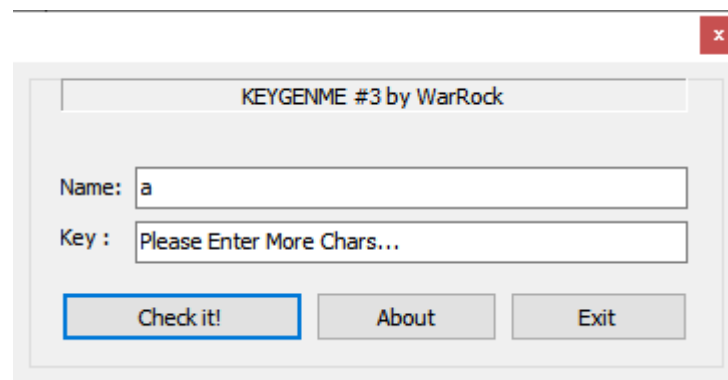 x
KEYGENME #3 by WarRock
Name: a
Key : Please Enter More Chars...
Check it! About Exit